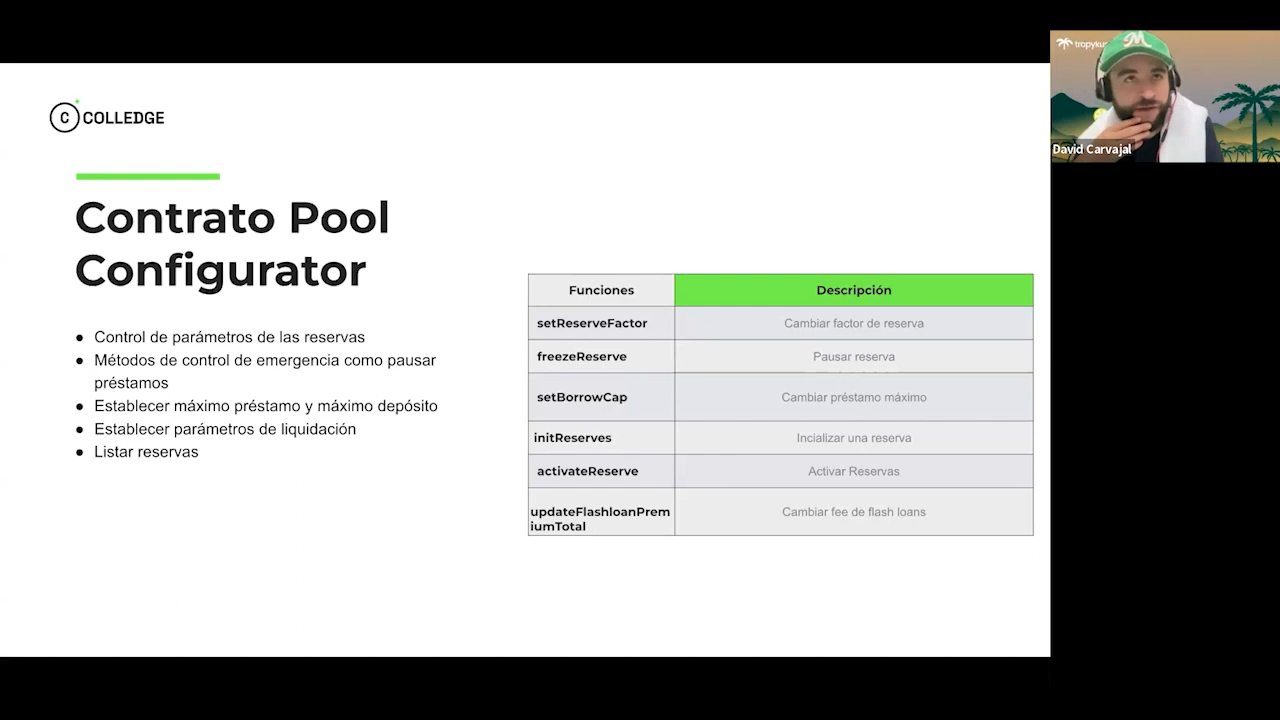 C COLLEDGE
Contrato Pool
Configurator
● Control de parámetros de las reservas
● Métodos de control de emergencia como pausar
préstamos
● Establecer máximo préstamo y máximo depósito
● Establecer parámetros de liquidación
● Listar reservas
Funciones Descripción
setReserveFactor Cambiar factor de reserva
freezeReserve Pausar reserva
setBorrowCap Cambiar préstamo máximo
initReserves Incializar una reserva
activateReserve Activar Reservas
updateFlashloanPrem
iumTotal
Cambiar fee de flash loans
M
David Carvajal